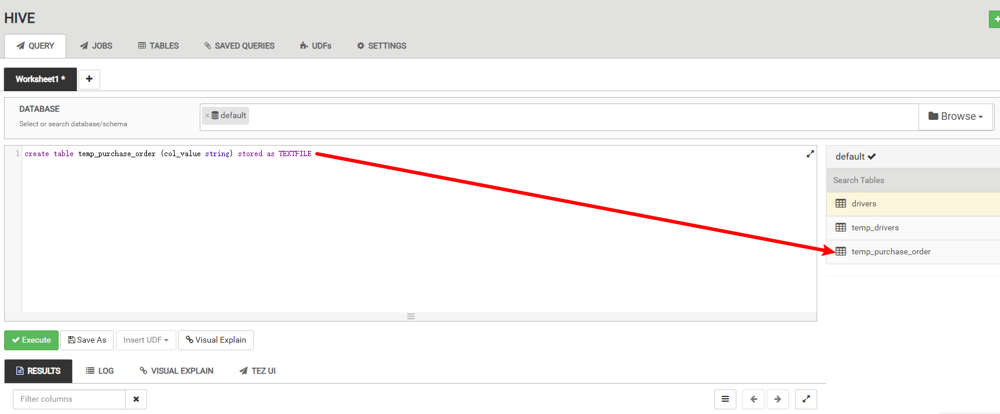 HIVE
QUERY JOBS TABLES SAVED QUERIES UDFs SETTINGS
Worksheet1 *
DATABASE
Select or search database/schema
× default
Browse
1 create table temp_purchase_order (col_value string) stored as TEXTFILE
default
Search Tables
drivers
temp_drivers
temp_purchase_order
Execute Save As Insert UDF Visual Explain
RESULTS LOG VISUAL EXPLAIN TEZ UI
Filter columns